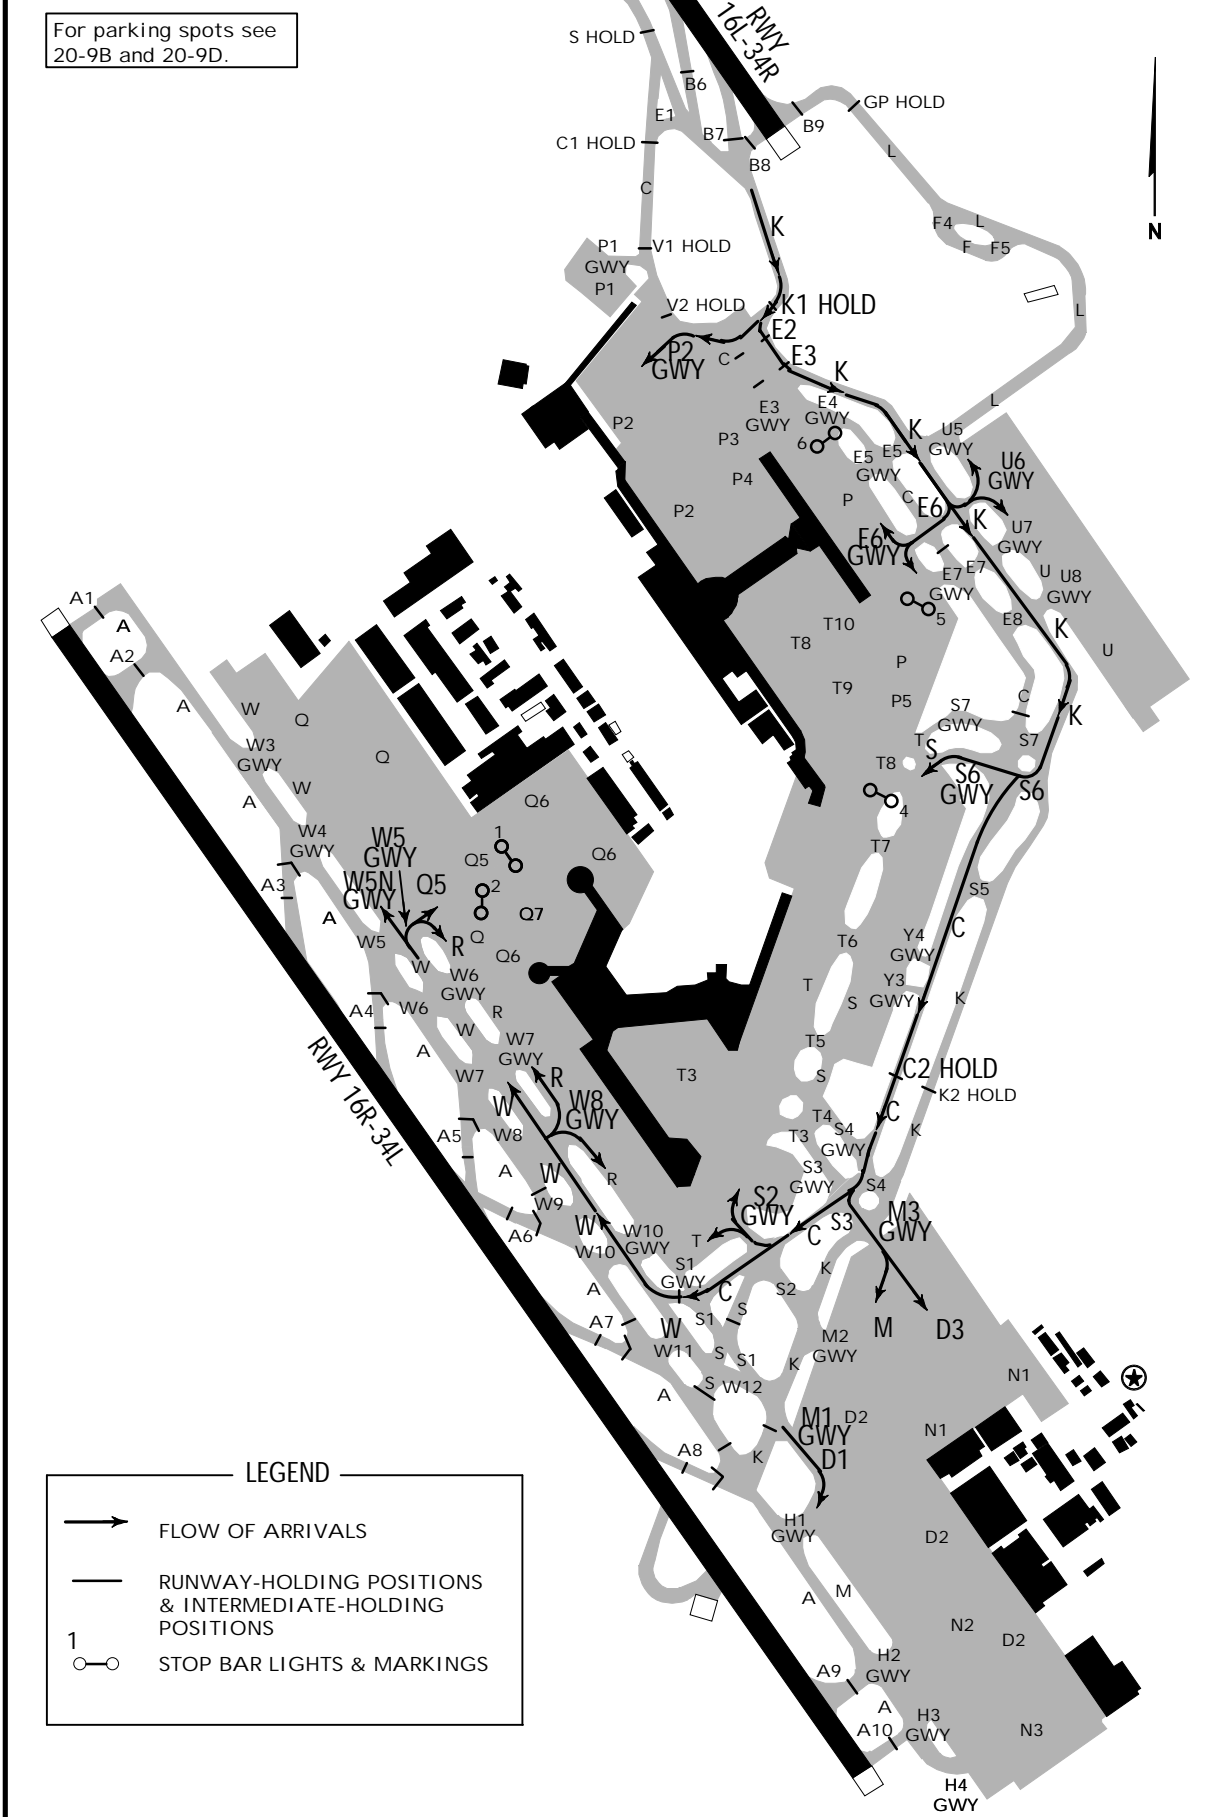 For parking spots see
20-9B and 20-9D.
RWY
16L-34R
S HOLD
B6
E1
GP HOLD
B7
B9
C1 HOLD
L
B8
C
F4
L
K
N
P1
GWY
V1 HOLD
F
F5
P1
V2 HOLD
K1 HOLD
L
E2
P2
GWY
C
E3
K
L
E3
GWY
E4
GWY
P2
P3
6
K
U5
GWY
E5
GWY
E5
U6
GWY
P4
P
C
E6
K
P2
E6
GWY
U7
GWY
E7
GWY
E7
U
U8
GWY
A1
A
5
E8
K
T10
T8
U
A2
P
T9
P5
C
K
A
W
Q
S7
GWY
T
S
S7
W3
GWY
Q
T8
S6
GWY
S6
W
A
Q6
4
W4
GWY
W5
GWY
1
Q5
Q6
T7
A3
W5N
GWY
Q5
2
S5
A
Q7
W5
R
Q
T6
Y4
GWY
C
Q6
W
W6
GWY
T
S
Y3
GWY
K
A4
W6
R
W
T5
RWY 16R-34L
A
W7
GWY
C2 HOLD
W7
R
T3
S
K2 HOLD
W
W8
GWY
C
A5
W8
T4
T3
S4
GWY
K
A
W
R
S3
GWY
S4
W9
S2
GWY
M3
GWY
A6
W
W10
W10
GWY
T
C
S3
S1
GWY
K
A
C
S2
A7
W
S1
S
M
D3
W11
S
S1
M2
GWY
K
A
S
W12
N1
M1
GWY
D2
N1
A8
K
D1
LEGEND
FLOW OF ARRIVALS
H1
GWY
D2
RUNWAY-HOLDING POSITIONS
& INTERMEDIATE-HOLDING
POSITIONS
A
M
N2
D2
1
STOP BAR LIGHTS & MARKINGS
A9
H2
GWY
A
A10
H3
GWY
N3
H4
GWY